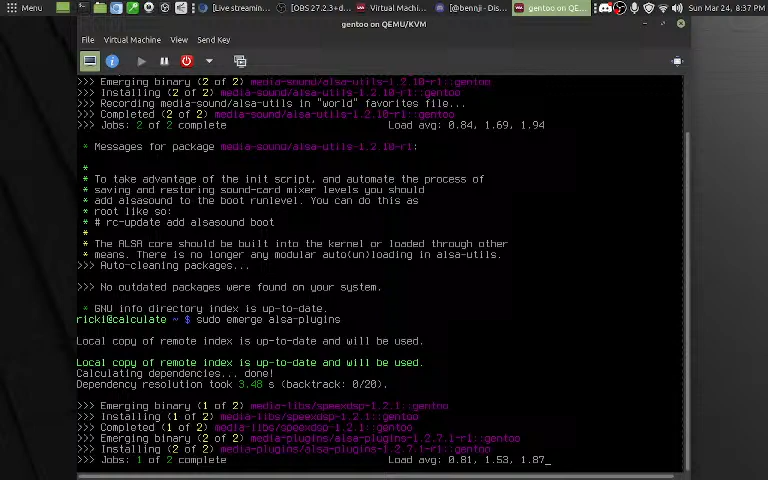 Menu
[Live streamin...
[OBS 27.2.3+d...
Virtual Machin...
[@bennji - Dis...
gentoo on QE...
Sun Mar 24, 8:37 PM
gentoo on QEMU/KVM
File Virtual Machine View Send Key
>>> Emerging binary (2 of 2) media-sound/alsa-utils-1.2.10-r1::gentoo
>>> Installing (2 of 2) media-sound/alsa-utils-1.2.10-r1::gentoo
>>> Recording media-sound/alsa-utils in "world" favorites file...
>>> Completed (2 of 2) media-sound/alsa-utils-1.2.10-r1::gentoo
>>> Jobs: 2 of 2 complete Load avg: 0.84, 1.69, 1.94
* Messages for package media-sound/alsa-utils-1.2.10-r1:
*
* To take advantage of the init script, and automate the process of
* saving and restoring sound-card mixer levels you should
* add alsasound to the boot runlevel. You can do this as
* root like so:
* # rc-update add alsasound boot
*
* The ALSA core should be built into the kernel or loaded through other
* means. There is no longer any modular auto(un)loading in alsa-utils.
>>> Auto-cleaning packages...
>>> No outdated packages were found on your system.
* GNU info directory index is up-to-date.
ricki@calculate ~ $ sudo emerge alsa-plugins
Local copy of remote index is up-to-date and will be used.
Local copy of remote index is up-to-date and will be used.
Calculating dependencies... done!
Dependency resolution took 3.48 s (backtrack: 0/20).
>>> Emerging binary (1 of 2) media-libs/speexdsp-1.2.1::gentoo
>>> Installing (1 of 2) media-libs/speexdsp-1.2.1::gentoo
>>> Completed (1 of 2) media-libs/speexdsp-1.2.1::gentoo
>>> Emerging binary (2 of 2) media-plugins/alsa-plugins-1.2.7.1-r1::gentoo
>>> Installing (2 of 2) media-plugins/alsa-plugins-1.2.7.1-r1::gentoo
>>> Jobs: 1 of 2 complete Load avg: 0.81, 1.53, 1.87_